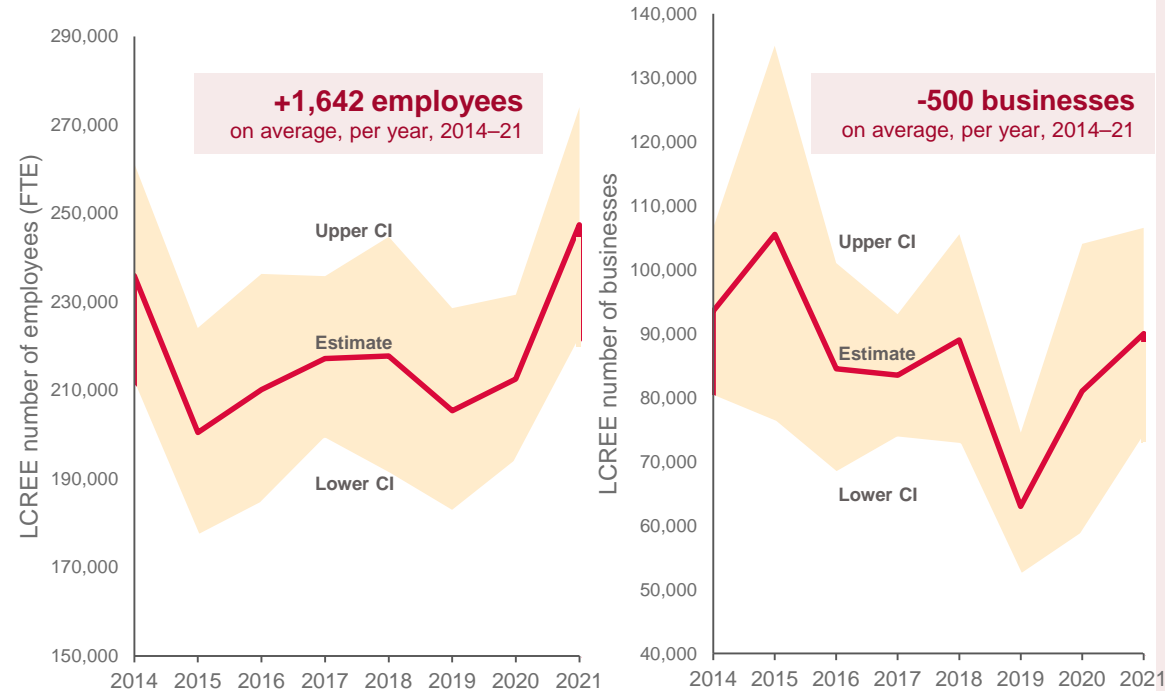 LCREE number of employees (FTE)
290,000
270,000
250,000
230,000
210,000
190,000
170,000
150,000
+1,642 employees
on average, per year, 2014–21
Upper CI
Estimate
Lower CI
2014 2015 2016 2017 2018 2019 2020 2021
LCREE number of businesses
140,000
130,000
120,000
110,000
100,000
90,000
80,000
70,000
60,000
50,000
40,000
-500 businesses
on average, per year, 2014–21
Upper CI
Estimate
Lower CI
2014 2015 2016 2017 2018 2019 2020 2021